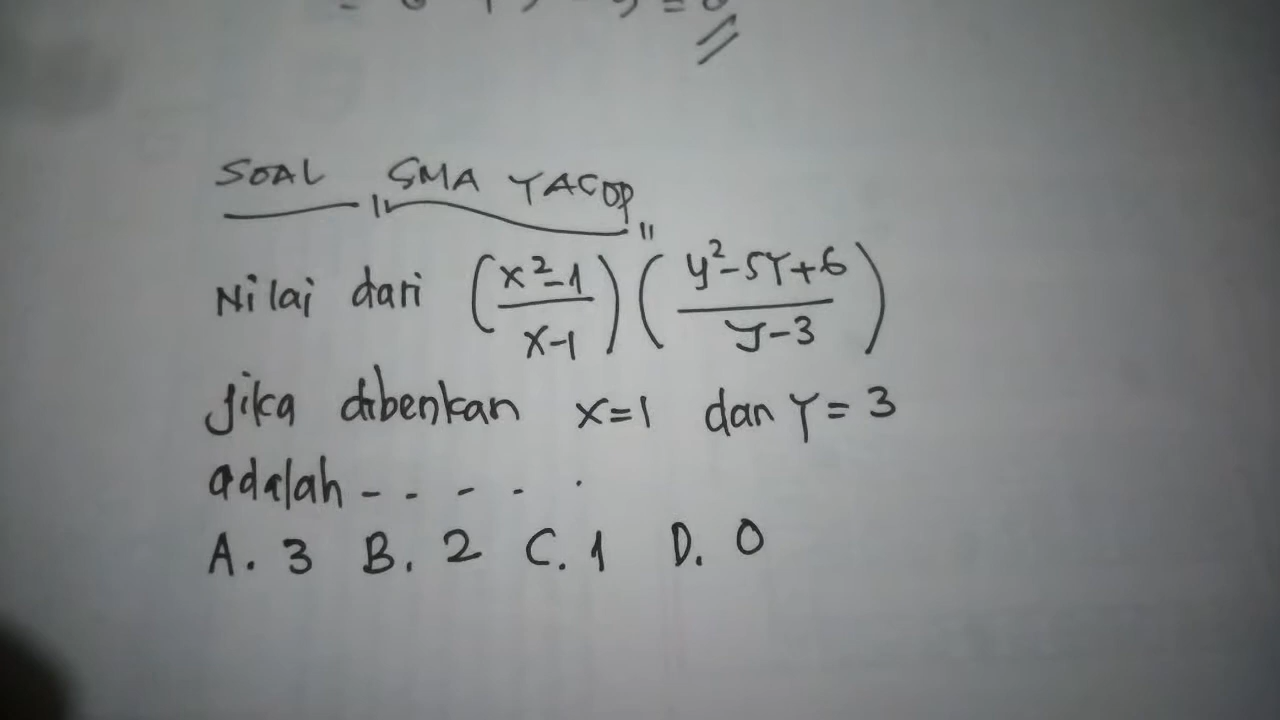 SOAL SMA YACOP
Nilai dari (x²-1 / x-1) (y²-5y+6 / y-3)
Jika diberikan x=1 dan y=3
adalah - - - - .
A. 3 B. 2 C. 1 D. 0